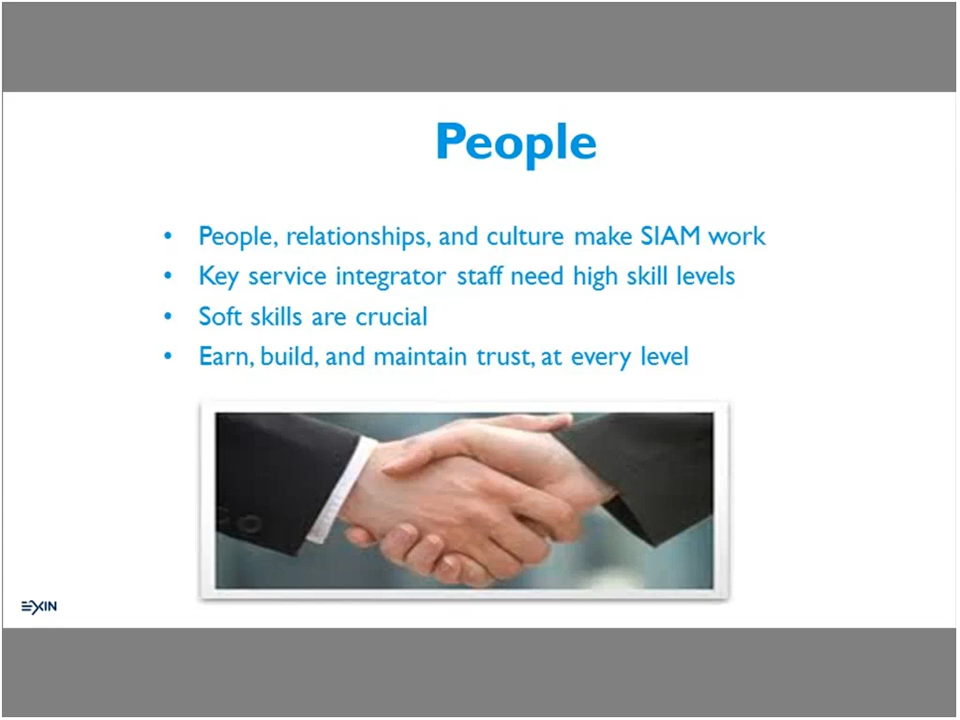 People
• People, relationships, and culture make SIAM work
• Key service integrator staff need high skill levels
• Soft skills are crucial
• Earn, build, and maintain trust, at every level
EXIN